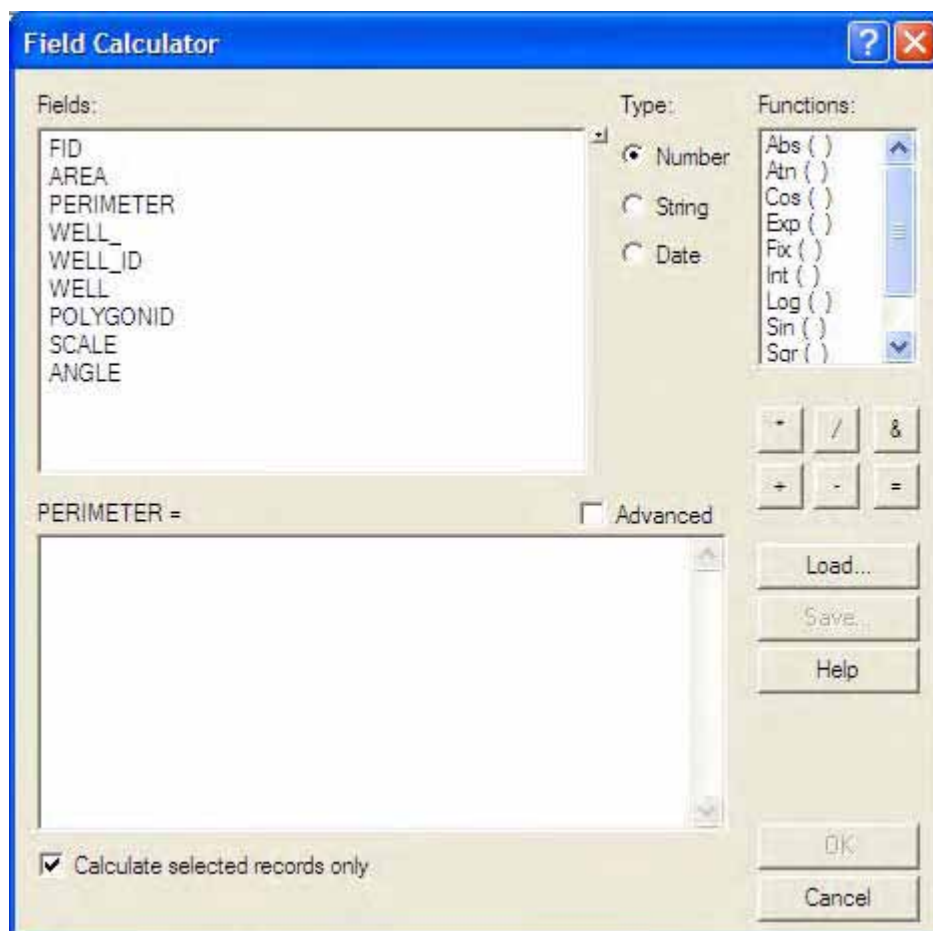 Field Calculator
Fields:
FID
AREA
PERIMETER
WELL_
WELL_ID
WELL
POLYGONID
SCALE
ANGLE
Type:
Number
String
Date
Functions:
Abs ( )
Atn ( )
Cos ( )
Exp ( )
Fix ( )
Int ( )
Log ( )
Sin ( )
Sqr ( )
* / &
+ - =
PERIMETER =
Advanced
Load...
Save...
Help
Calculate selected records only
OK
Cancel